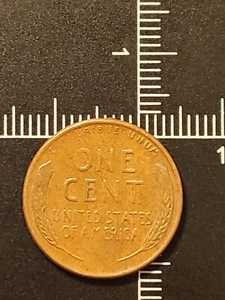 1
E PLURIBUS UNUM
1
ONE
CENT
UNITED STATES
OF AMERICA